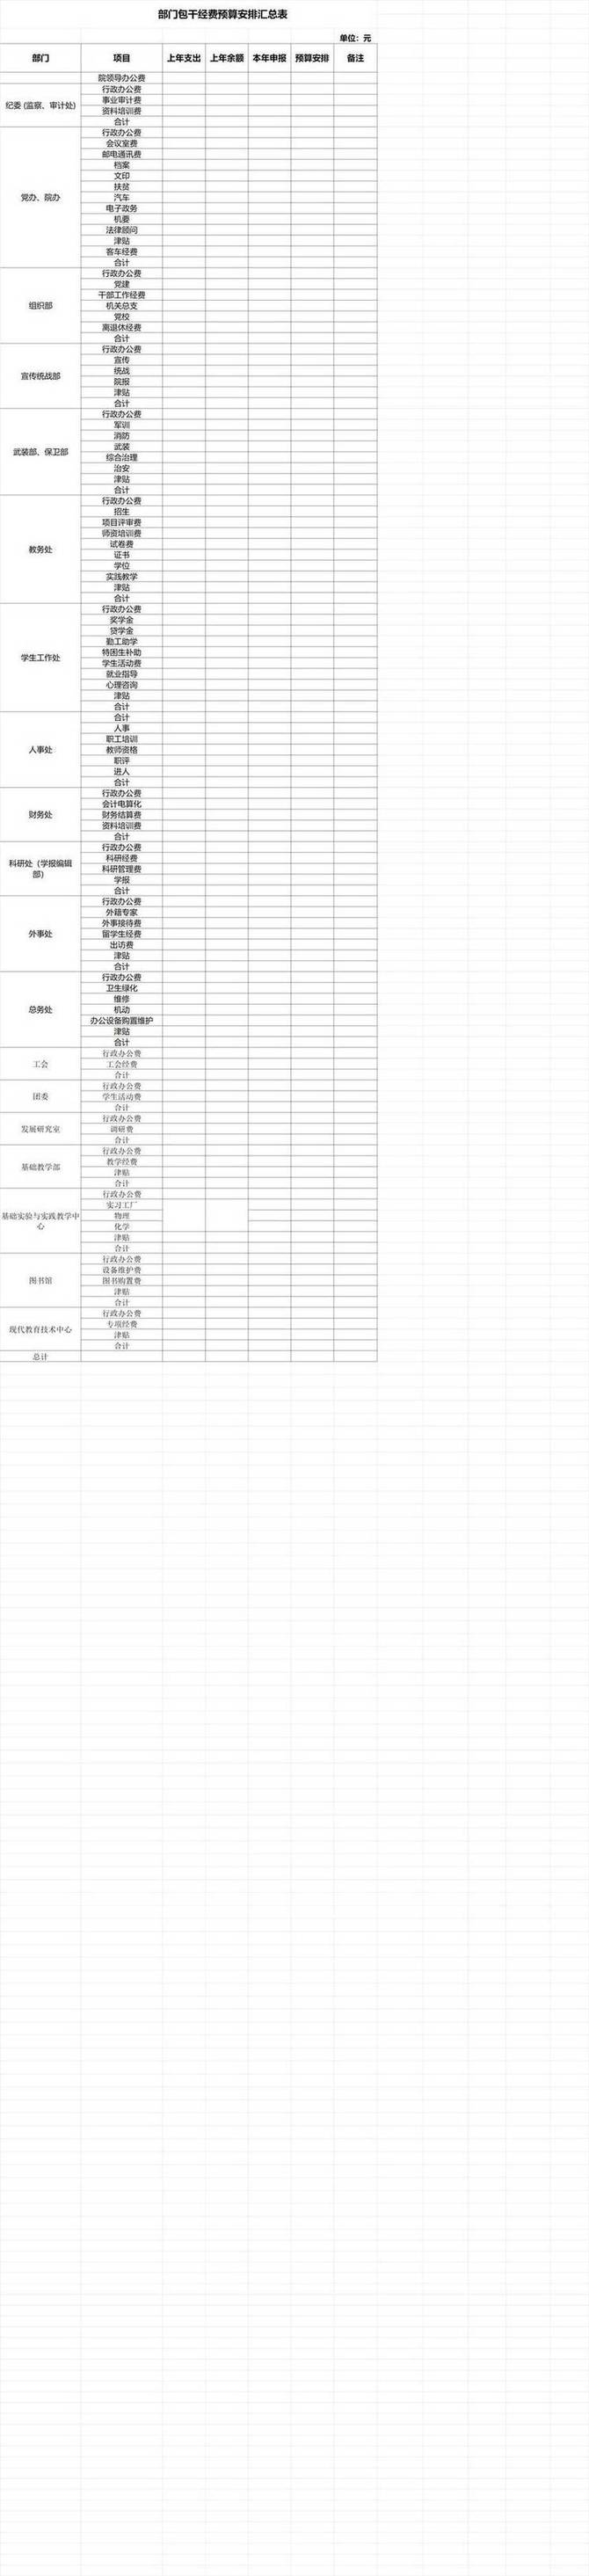 部门包干经费预算安排汇总表
单位：元
部门 项目 上年支出 上年余额 本年申报 预算安排 备注
院领导办公费
纪委 (监察、审计处)
行政办公费
事业审计费
资料培训费
合计
党办、院办
行政办公费
会议室费
邮电通讯费
档案
文印
扶贫
汽车
电子政务
机要
法律顾问
津贴
客车经费
合计
组织部
行政办公费
党建
干部工作经费
机关总支
党校
离退休经费
合计
宣传统战部
行政办公费
宣传
统战
院报
津贴
合计
武装部、保卫部
行政办公费
军训
消防
武装
综合治理
治安
津贴
合计
教务处
行政办公费
招生
项目评审费
师资培训费
试卷费
证书
学位
实践教学
津贴
合计
学生工作处
行政办公费
奖学金
贷学金
勤工助学
特困生补助
学生活动费
就业指导
心理咨询
津贴
合计
人事处
合计
人事
职工培训
教师资格
职评
进人
合计
财务处
行政办公费
会计电算化
财务结算费
资料培训费
合计
科研处（学报编辑
部）
行政办公费
科研经费
科研管理费
学报
合计
外事处
行政办公费
外籍专家
外事接待费
留学生经费
出访费
津贴
合计
总务处
行政办公费
卫生绿化
维修
机动
办公设备购置维护
津贴
合计
工会
行政办公费
工会经费
合计
团委
行政办公费
学生活动费
合计
发展研究室
行政办公费
调研费
合计
基础教学部
行政办公费
教学经费
津贴
合计
基础实验与实践教学中
心
行政办公费
实习工厂
物理
化学
津贴
合计
图书馆
行政办公费
设备维护费
图书购置费
津贴
合计
现代教育技术中心
行政办公费
专项经费
津贴
合计
总计